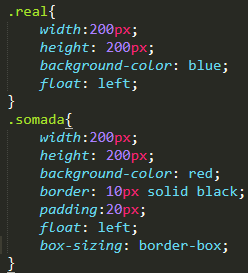 .real{
width:200px;
height: 200px;
background-color: blue;
float: left;
}
.somada{
width:200px;
height: 200px;
background-color: red;
border: 10px solid black;
padding:20px;
float: left;
box-sizing: border-box;
}